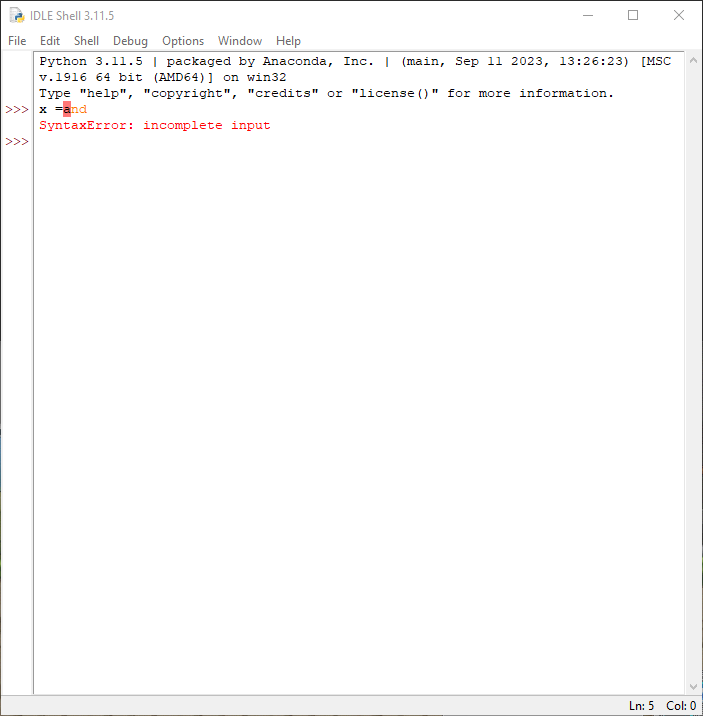 IDLE Shell 3.11.5
File Edit Shell Debug Options Window Help
Python 3.11.5 | packaged by Anaconda, Inc. | (main, Sep 11 2023, 13:26:23) [MSC
v.1916 64 bit (AMD64)] on win32
Type "help", "copyright", "credits" or "license()" for more information.
>>> x =and
SyntaxError: incomplete input
>>>
Ln: 5 Col: 0